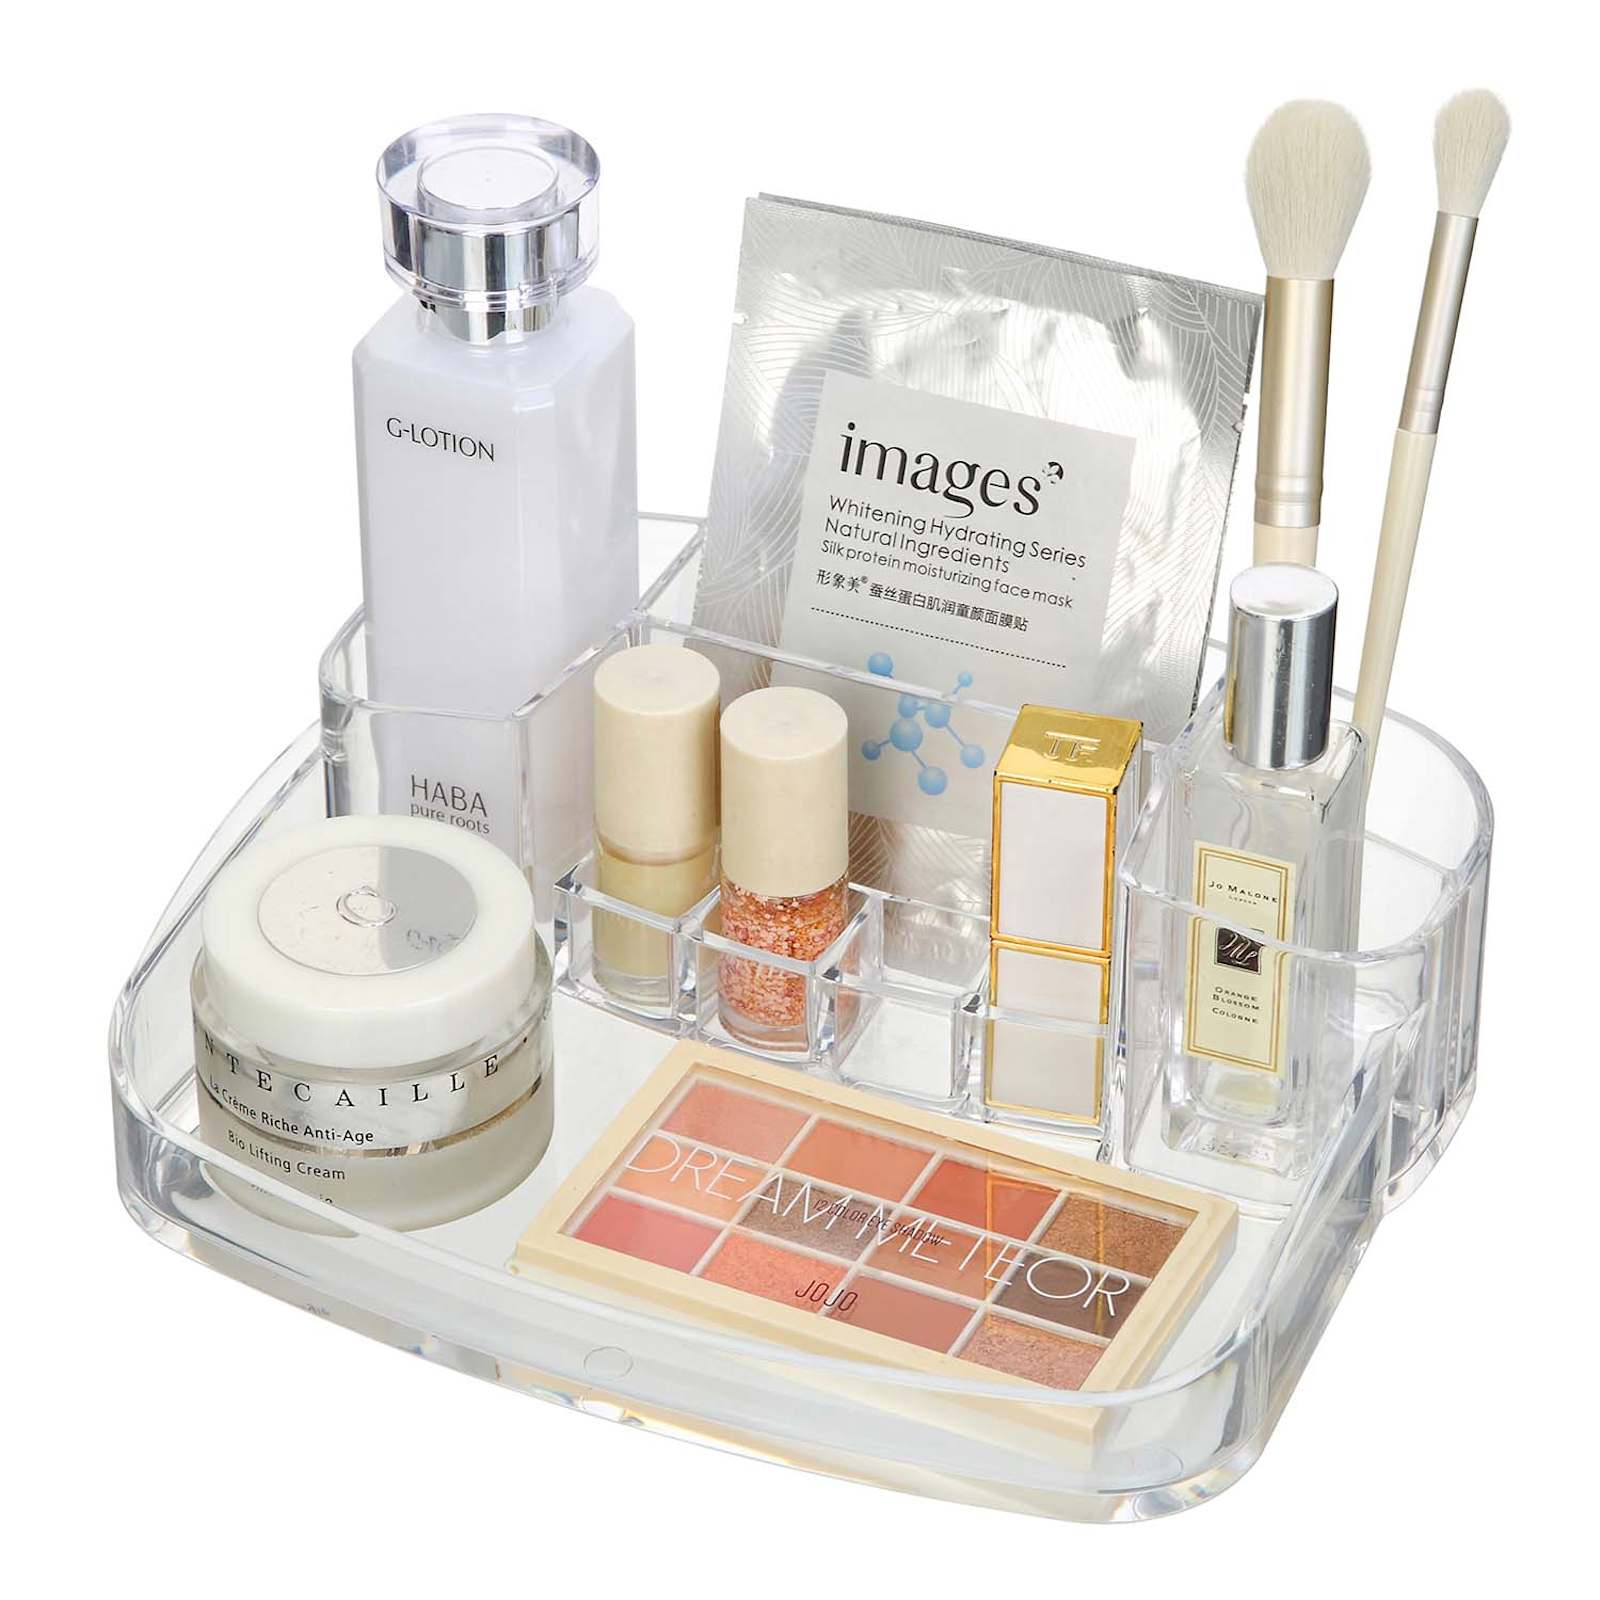 G-LOTION
HABA
pure roots
images
Whitening Hydrating Series
Natural Ingredients
Silk protein moisturizing face mask
形象美® 蚕丝蛋白肌润童颜面膜贴
TF
JO MALONE
LONDON
ORANGE
BLOSSOM
COLOGNE
NTECAILLE
La Crème Riche Anti-Age
Bio Lifting Cream
DREAM METEOR
12 COLOR EYE SHADOW
JOJO